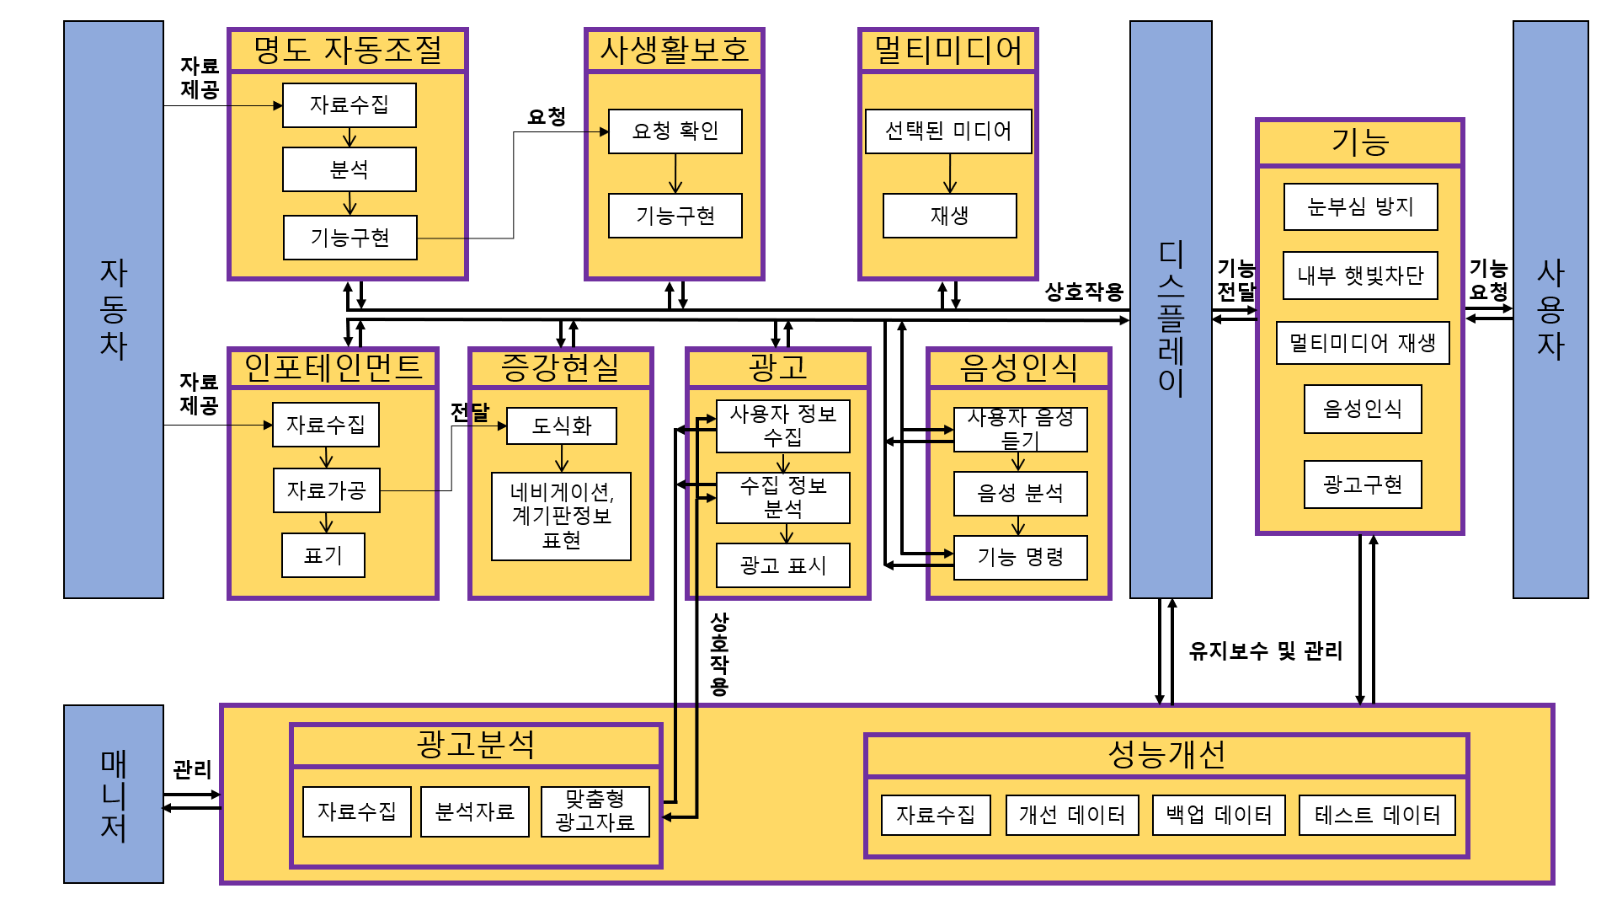 자동차
자료
제공
명도 자동조절
자료수집
분석
기능구현
요청
사생활보호
요청 확인
기능구현
멀티미디어
선택된 미디어
재생
상호작용
디스플레이
기능
전달
기능
눈부심 방지
내부 햇빛차단
멀티미디어 재생
음성인식
광고구현
기능
요청
사용자
자료
제공
인포테인먼트
자료수집
자료가공
표기
전달
증강현실
도식화
네비게이션,
계기판정보
표현
광고
사용자 정보
수집
수집 정보
분석
광고 표시
음성인식
사용자 음성
듣기
음성 분석
기능 명령
상호작용
유지보수 및 관리
매니저
관리
광고분석
자료수집
분석자료
맞춤형
광고자료
성능개선
자료수집
개선 데이터
백업 데이터
테스트 데이터